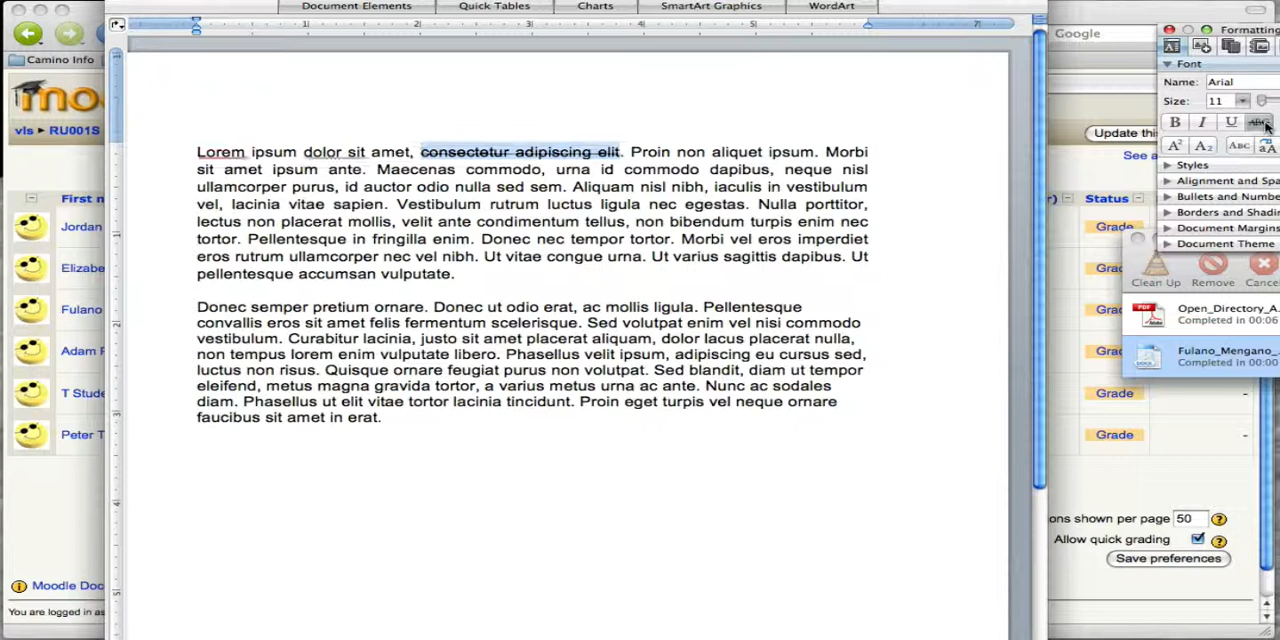 Document Elements Quick Tables Charts SmartArt Graphics WordArt
Camino Info
Google
moo
vls ► RU001S
First n
Jordan
Elizabe
Fulano
Adam F
T Stude
Peter T
Moodle Doc
You are logged in as
Lorem ipsum dolor sit amet, consectetur adipiscing elit. Proin non aliquet ipsum. Morbi
sit amet ipsum ante. Maecenas commodo, urna id commodo dapibus, neque nisl
ullamcorper purus, id auctor odio nulla sed sem. Aliquam nisl nibh, iaculis in vestibulum
vel, lacinia vitae sapien. Vestibulum rutrum luctus ligula nec egestas. Nulla porttitor,
lectus non placerat mollis, velit ante condimentum tellus, non bibendum turpis enim nec
tortor. Pellentesque in fringilla enim. Donec nec tempor tortor. Morbi vel eros imperdiet
eros rutrum ullamcorper nec vel nibh. Ut vitae congue urna. Ut varius sagittis dapibus. Ut
pellentesque accumsan vulputate.
Donec semper pretium ornare. Donec ut odio erat, ac mollis ligula. Pellentesque
convallis eros sit amet felis fermentum scelerisque. Sed volutpat enim vel nisi commodo
vestibulum. Curabitur lacinia, justo sit amet placerat aliquam, dolor lacus placerat nulla,
non tempus lorem enim vulputate libero. Phasellus velit ipsum, adipiscing eu cursus sed,
luctus non risus. Quisque ornare feugiat purus non volutpat. Sed blandit, diam ut tempor
eleifend, metus magna gravida tortor, a varius metus urna ac ante. Nunc ac sodales
diam. Phasellus ut elit vitae tortor lacinia tincidunt. Proin eget turpis vel neque ornare
faucibus sit amet in erat.
Formatting
Font
Name: Arial
Size: 11
B I U ABC
A² A₂ Abc aA
Styles
Alignment and Spa
Bullets and Numbe
Borders and Shadi
Document Margins
Document Theme
Update this
See a
Status
Grade
Clean Up Remove Cancel
Open_Directory_A.
Completed in 00:06
Fulano_Mengano_
Completed in 00:00
Grade -
Grade -
ons shown per page 50
Allow quick grading
Save preferences